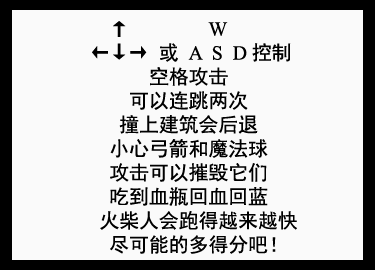 ↑ W
←↓→ 或 A S D 控制
空格攻击
可以连跳两次
撞上建筑会后退
小心弓箭和魔法球
攻击可以摧毁它们
吃到血瓶回血回蓝
火柴人会跑得越来越快
尽可能的多得分吧！